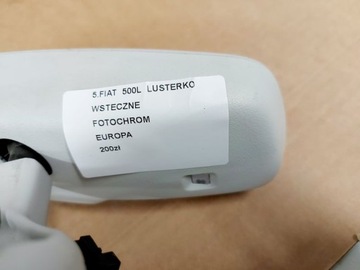 5.FIAT 500L LUSTERKO
WSTECZNE
FOTOCHROM
EUROPA
200zł